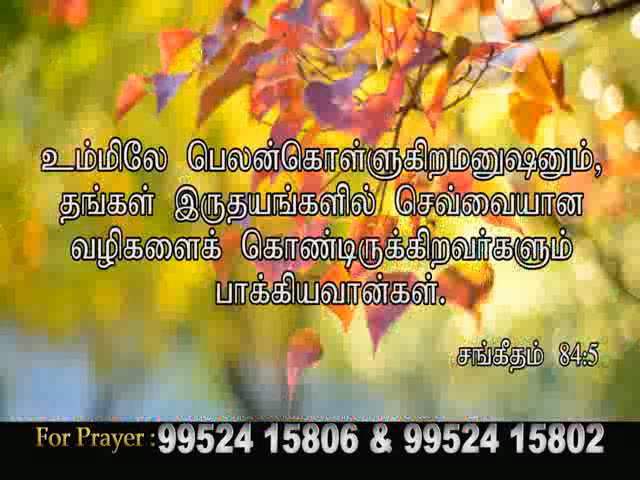 உம்மிலே பெலன்கொள்ளுகிறமனுஷனும்,
தங்கள் இருதயங்களில் செவ்வையான
வழிகளைக் கொண்டிருக்கிறவர்களும்
பாக்கியவான்கள்.
சங்கீதம் 84:5
For Prayer : 99524 15806 & 99524 15802